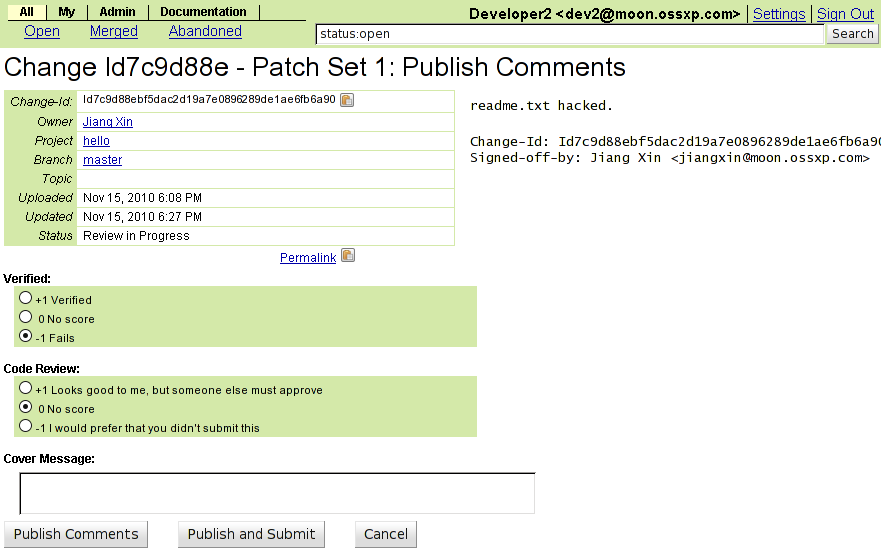 All My Admin Documentation Developer2 <dev2@moon.ossxp.com> Settings Sign Out
Open Merged Abandoned status:open Search
Change Id7c9d88e - Patch Set 1: Publish Comments
Change-Id: Id7c9d88ebf5dac2d19a7e0896289de1ae6fb6a90
Owner Jiang Xin
Project hello
Branch master
Topic
Uploaded Nov 15, 2010 6:08 PM
Updated Nov 15, 2010 6:27 PM
Status Review in Progress
Permalink
readme.txt hacked.
Change-Id: Id7c9d88ebf5dac2d19a7e0896289de1ae6fb6a90
Signed-off-by: Jiang Xin <jiangxin@moon.ossxp.com>
Verified:
+1 Verified
0 No score
-1 Fails
Code Review:
+1 Looks good to me, but someone else must approve
0 No score
-1 I would prefer that you didn't submit this
Cover Message:
Publish Comments Publish and Submit Cancel